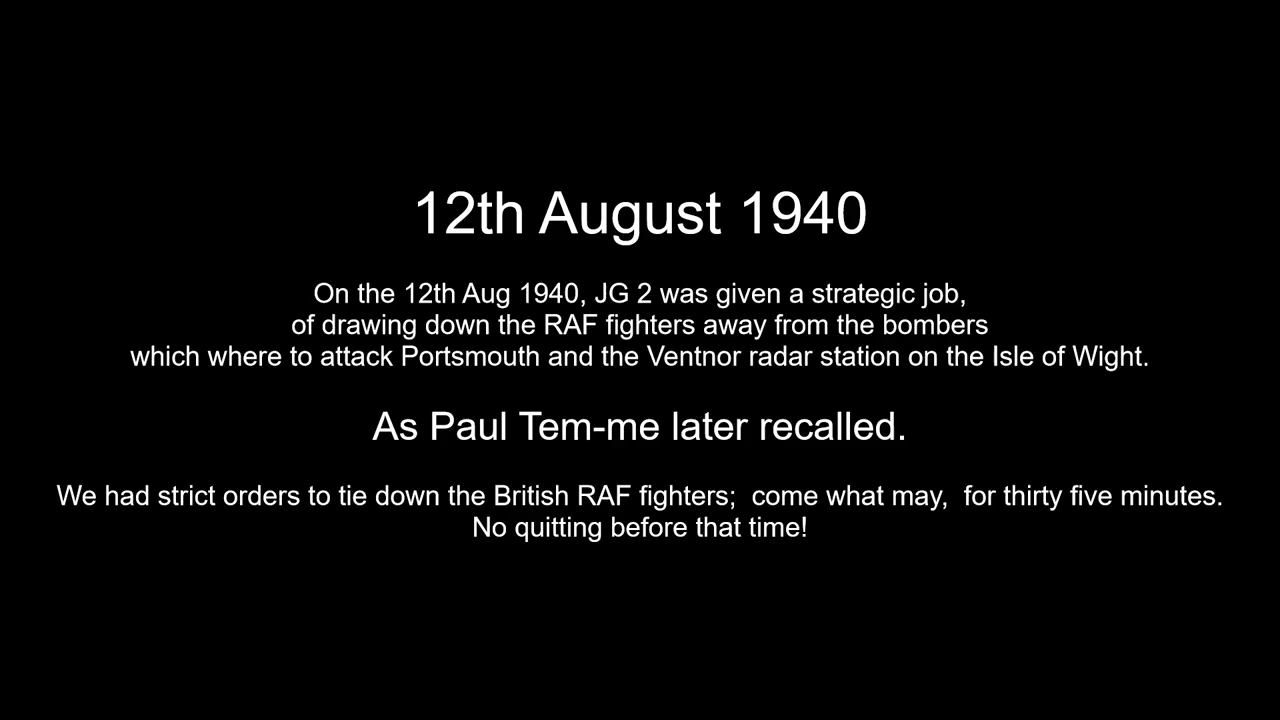 12th August 1940
On the 12th Aug 1940, JG 2 was given a strategic job,
of drawing down the RAF fighters away from the bombers
which where to attack Portsmouth and the Ventnor radar station on the Isle of Wight.
As Paul Tem-me later recalled.
We had strict orders to tie down the British RAF fighters;  come what may,  for thirty five minutes.
No quitting before that time!